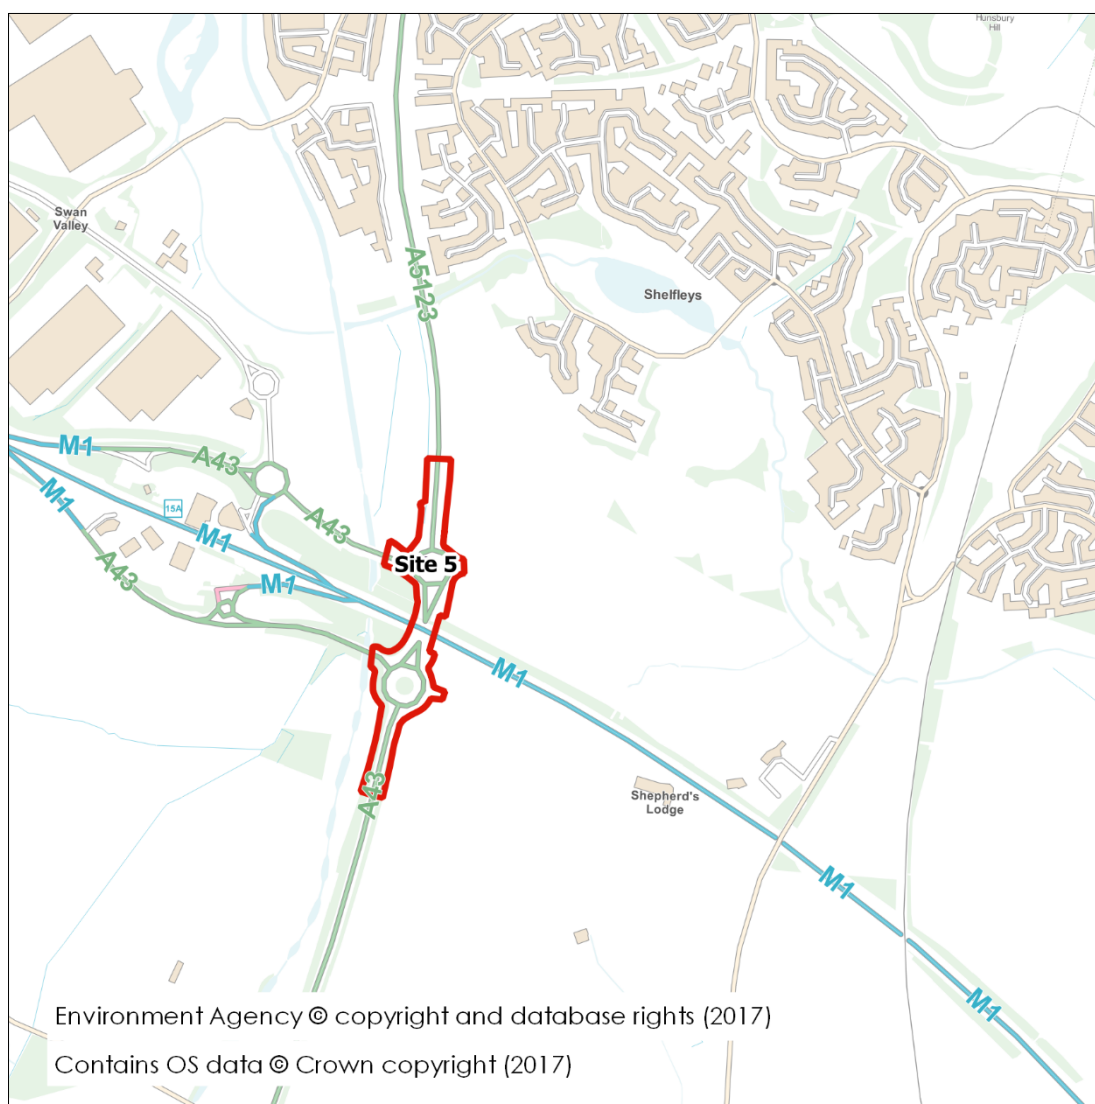 Hunsbury
Hill
Swan
Valley
A5123
Shelfleys
M1
A43
M1
15A
A43
M1
Site 5
A43
M1
M1
A43
Shepherd's
Lodge
M1
M1
Environment Agency © copyright and database rights (2017)
Contains OS data © Crown copyright (2017)